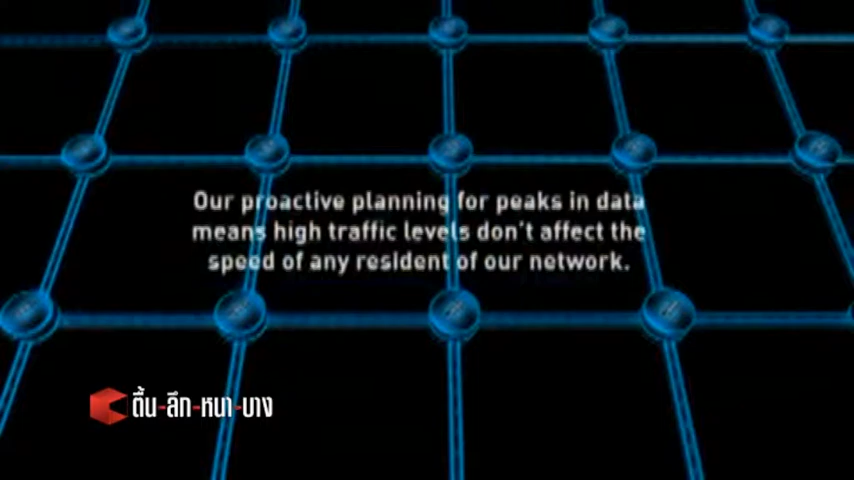 Our proactive planning for peaks in data
means high traffic levels don't affect the
speed of any resident of our network.
ตื้น-ลึก-หนา-บาง